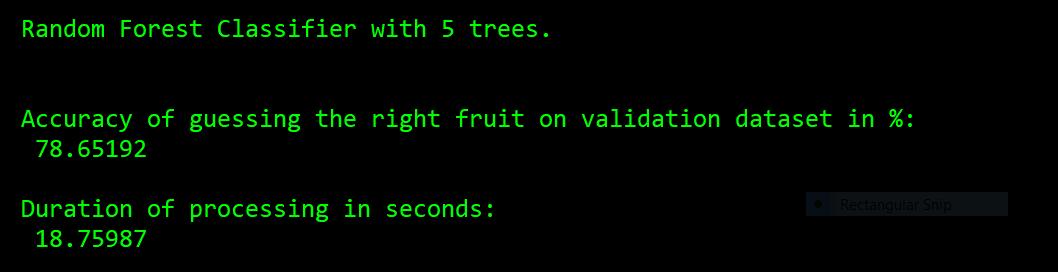 Random Forest Classifier with 5 trees.
Accuracy of guessing the right fruit on validation dataset in %:
78.65192
Duration of processing in seconds:
Rectangular Snip
18.75987